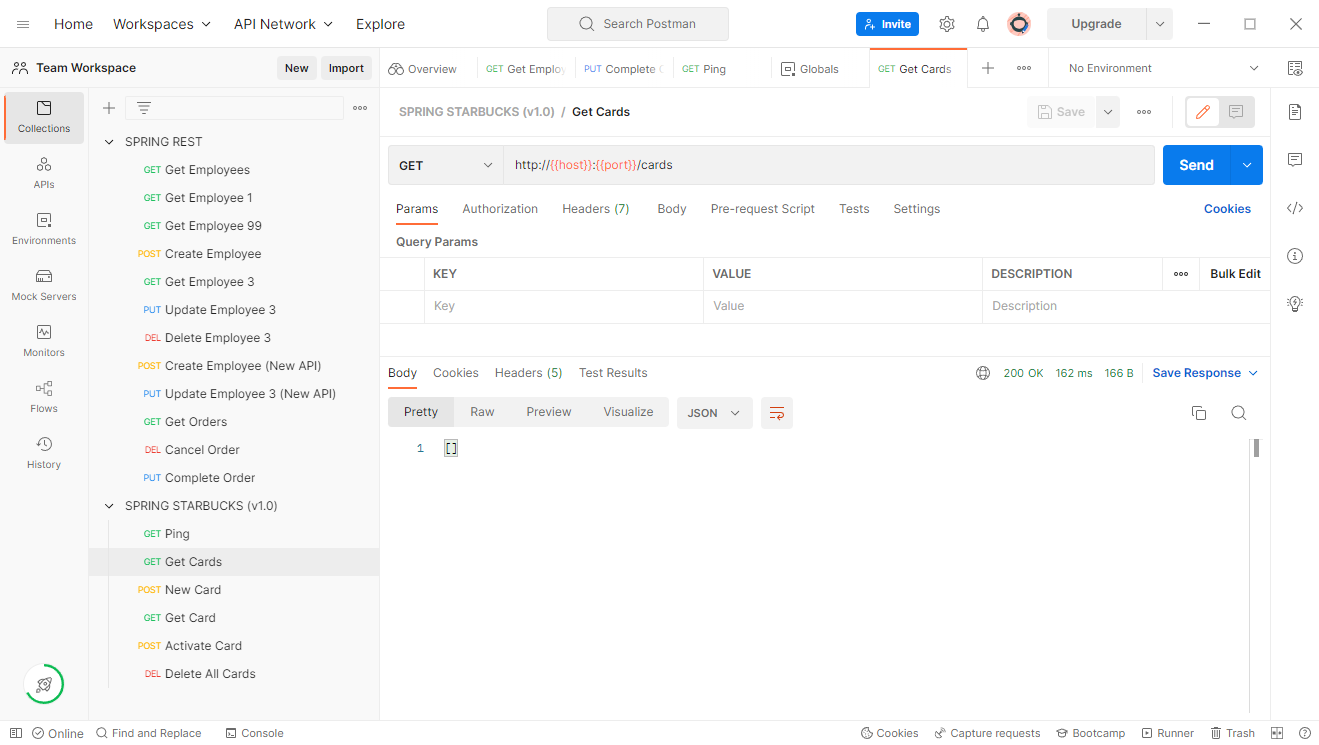 Home Workspaces API Network Explore Search Postman Invite Upgrade
Team Workspace New Import Overview GET Get Employ PUT Complete GET Ping Globals GET Get Cards No Environment
SPRING STARBUCKS (v1.0) / Get Cards Save
Collections
APIs
Environments
Mock Servers
Monitors
Flows
History
SPRING REST
GET Get Employees
GET Get Employee 1
GET Get Employee 99
POST Create Employee
GET Get Employee 3
PUT Update Employee 3
DEL Delete Employee 3
POST Create Employee (New API)
PUT Update Employee 3 (New API)
GET Get Orders
DEL Cancel Order
PUT Complete Order
SPRING STARBUCKS (v1.0)
GET Ping
GET Get Cards
POST New Card
GET Get Card
POST Activate Card
DEL Delete All Cards
GET http://{{host}}:{{port}}/cards Send
Params Authorization Headers (7) Body Pre-request Script Tests Settings Cookies
Query Params
KEY VALUE DESCRIPTION Bulk Edit
Key Value Description
Body Cookies Headers (5) Test Results 200 OK 162 ms 166 B Save Response
Pretty Raw Preview Visualize JSON
1 []
Online Find and Replace Console Cookies Capture requests Bootcamp Runner Trash